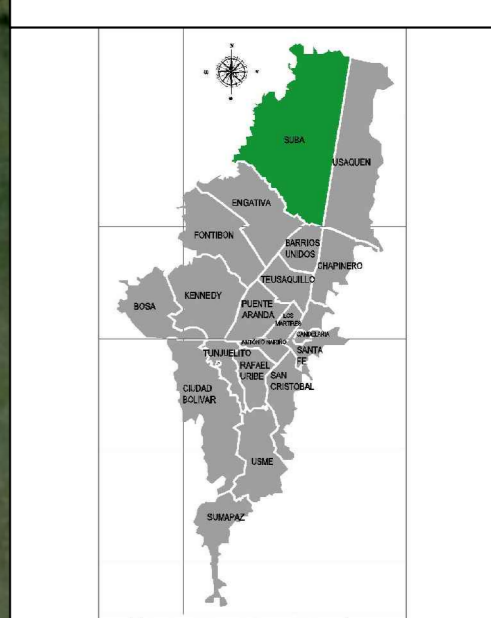 N
SUBA
USAQUEN
ENGATIVA
FONTIBON
BARRIOS
UNIDOS
CHAPINERO
TEUSAQUILLO
KENNEDY
BOSA
PUENTE
ARANDA
LOS
MARTIRES
CANDELARIA
ANTONIO NARIÑO
SANTA
FE
TUNJUELITO
RAFAEL
URIBE
SAN
CRISTOBAL
CIUDAD
BOLIVAR
USME
SUMAPAZ